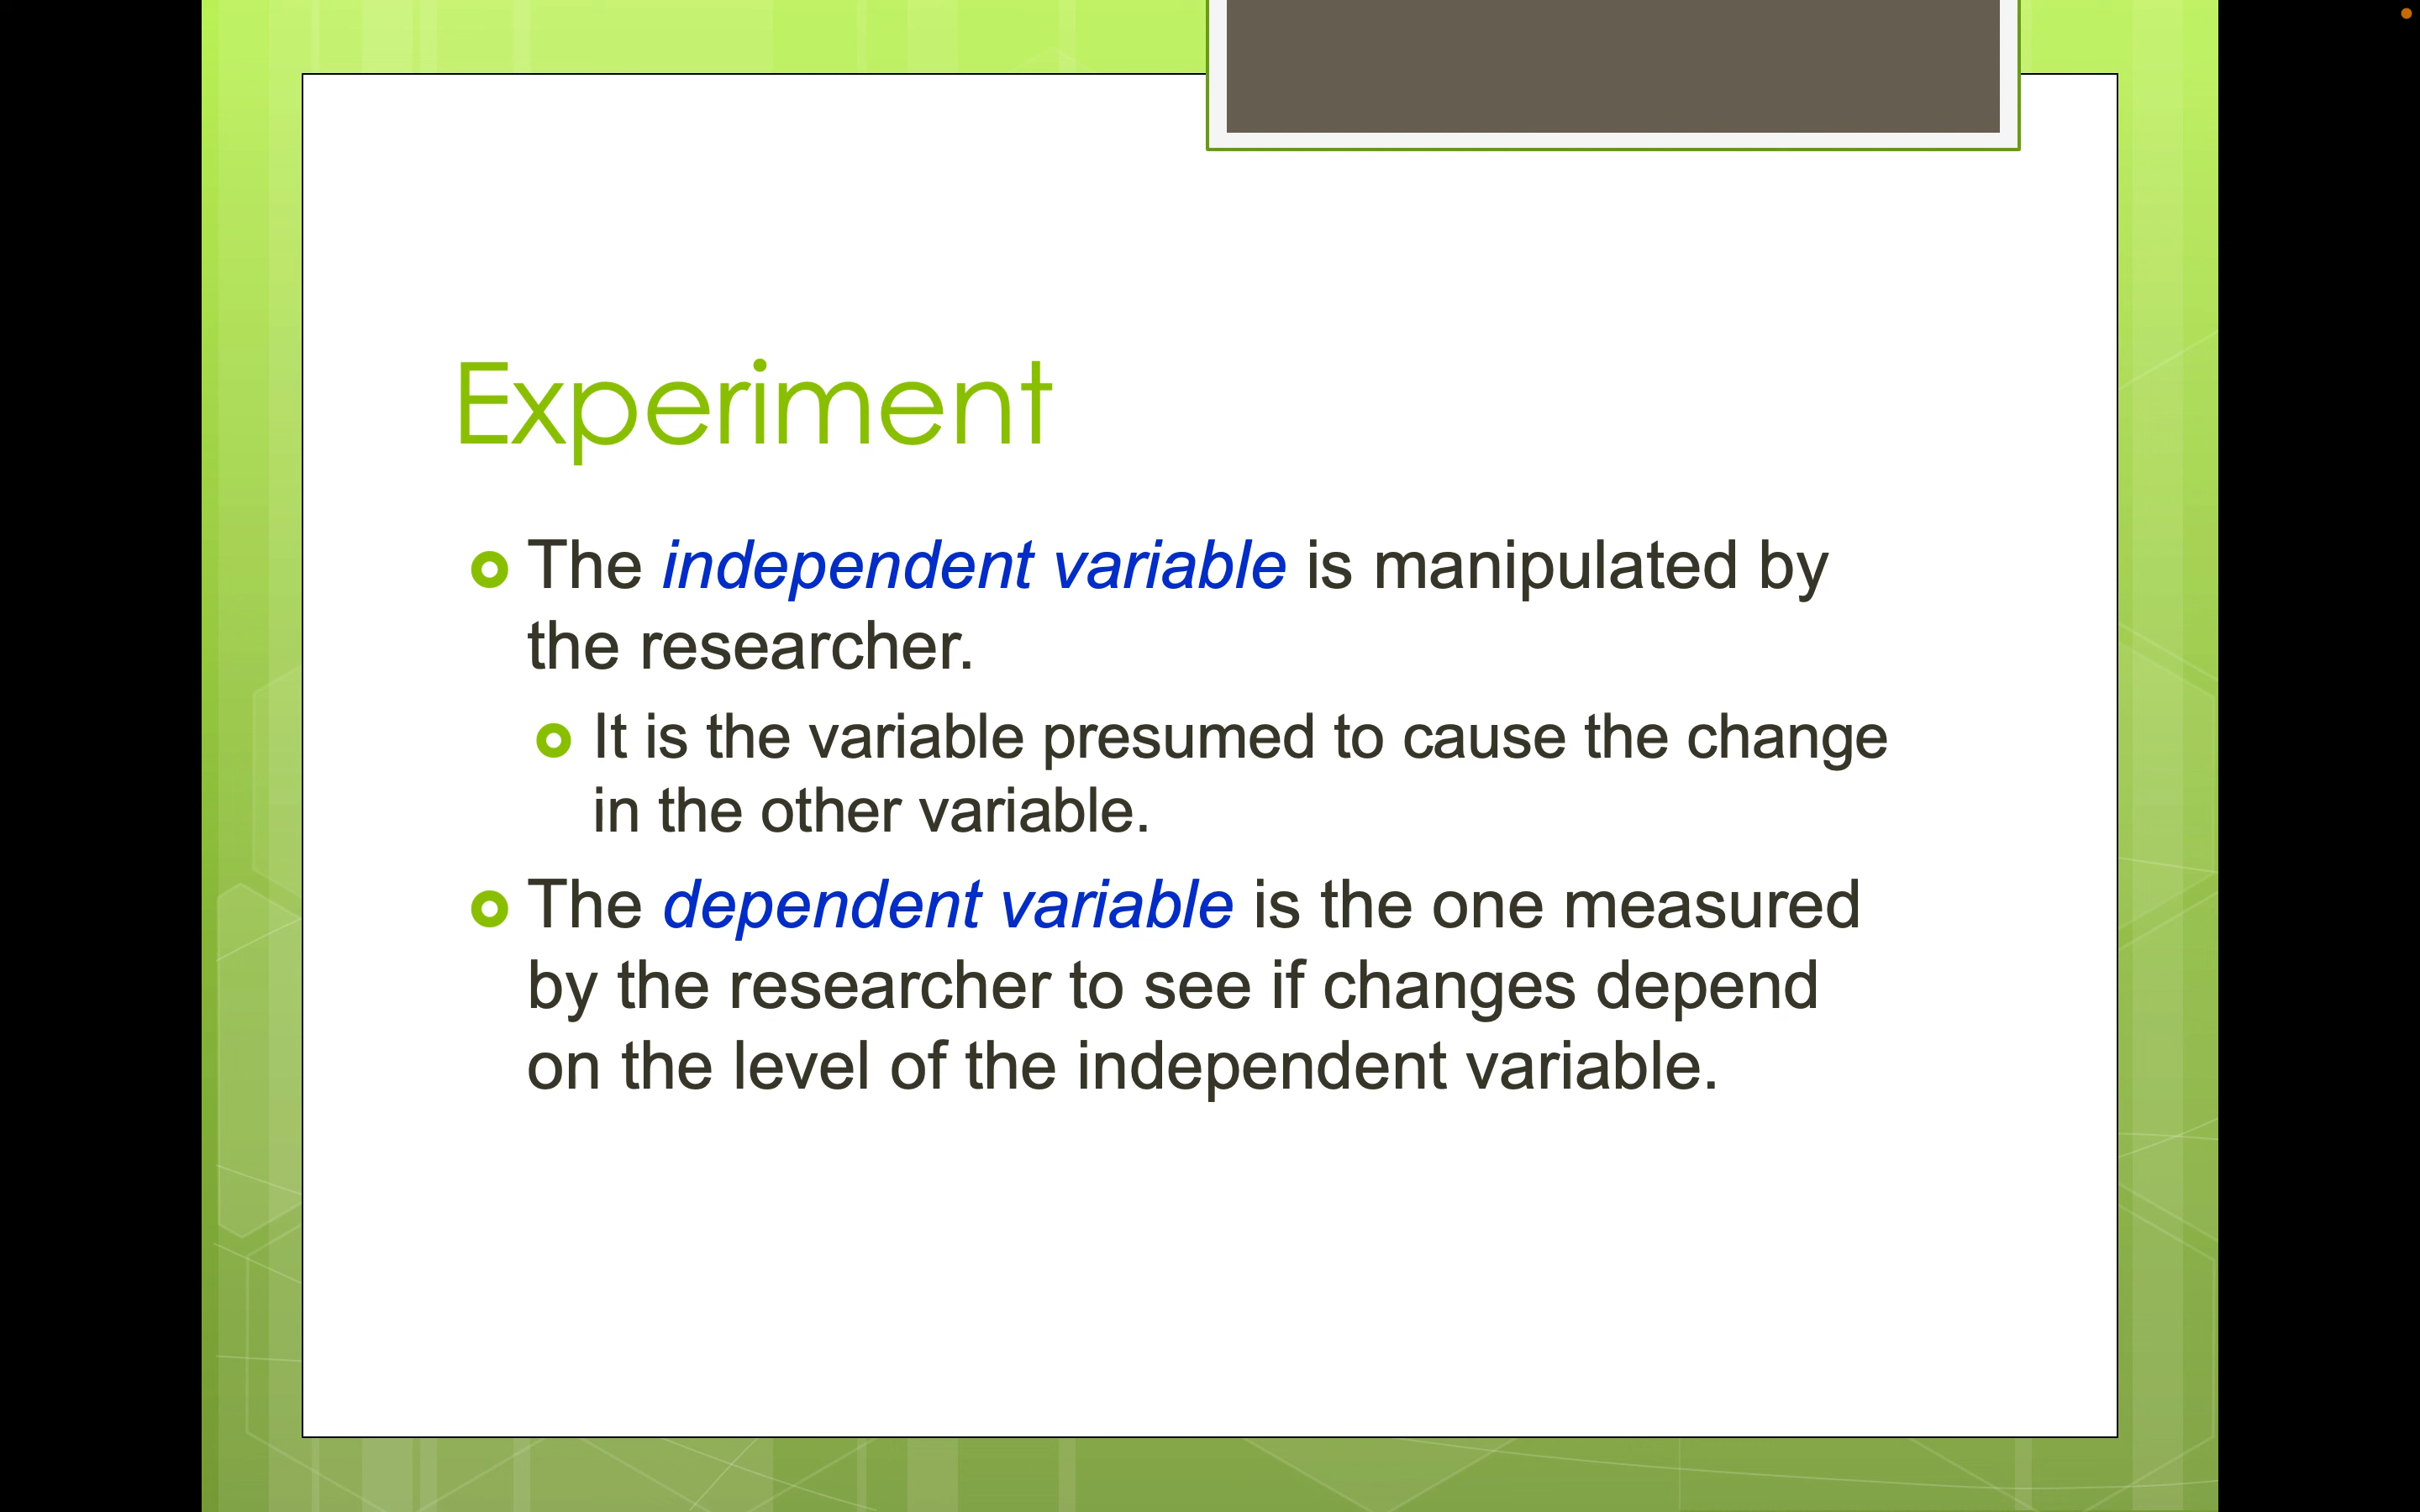 Experiment
The independent variable is manipulated by
the researcher.
It is the variable presumed to cause the change
in the other variable.
The dependent variable is the one measured
by the researcher to see if changes depend
on the level of the independent variable.